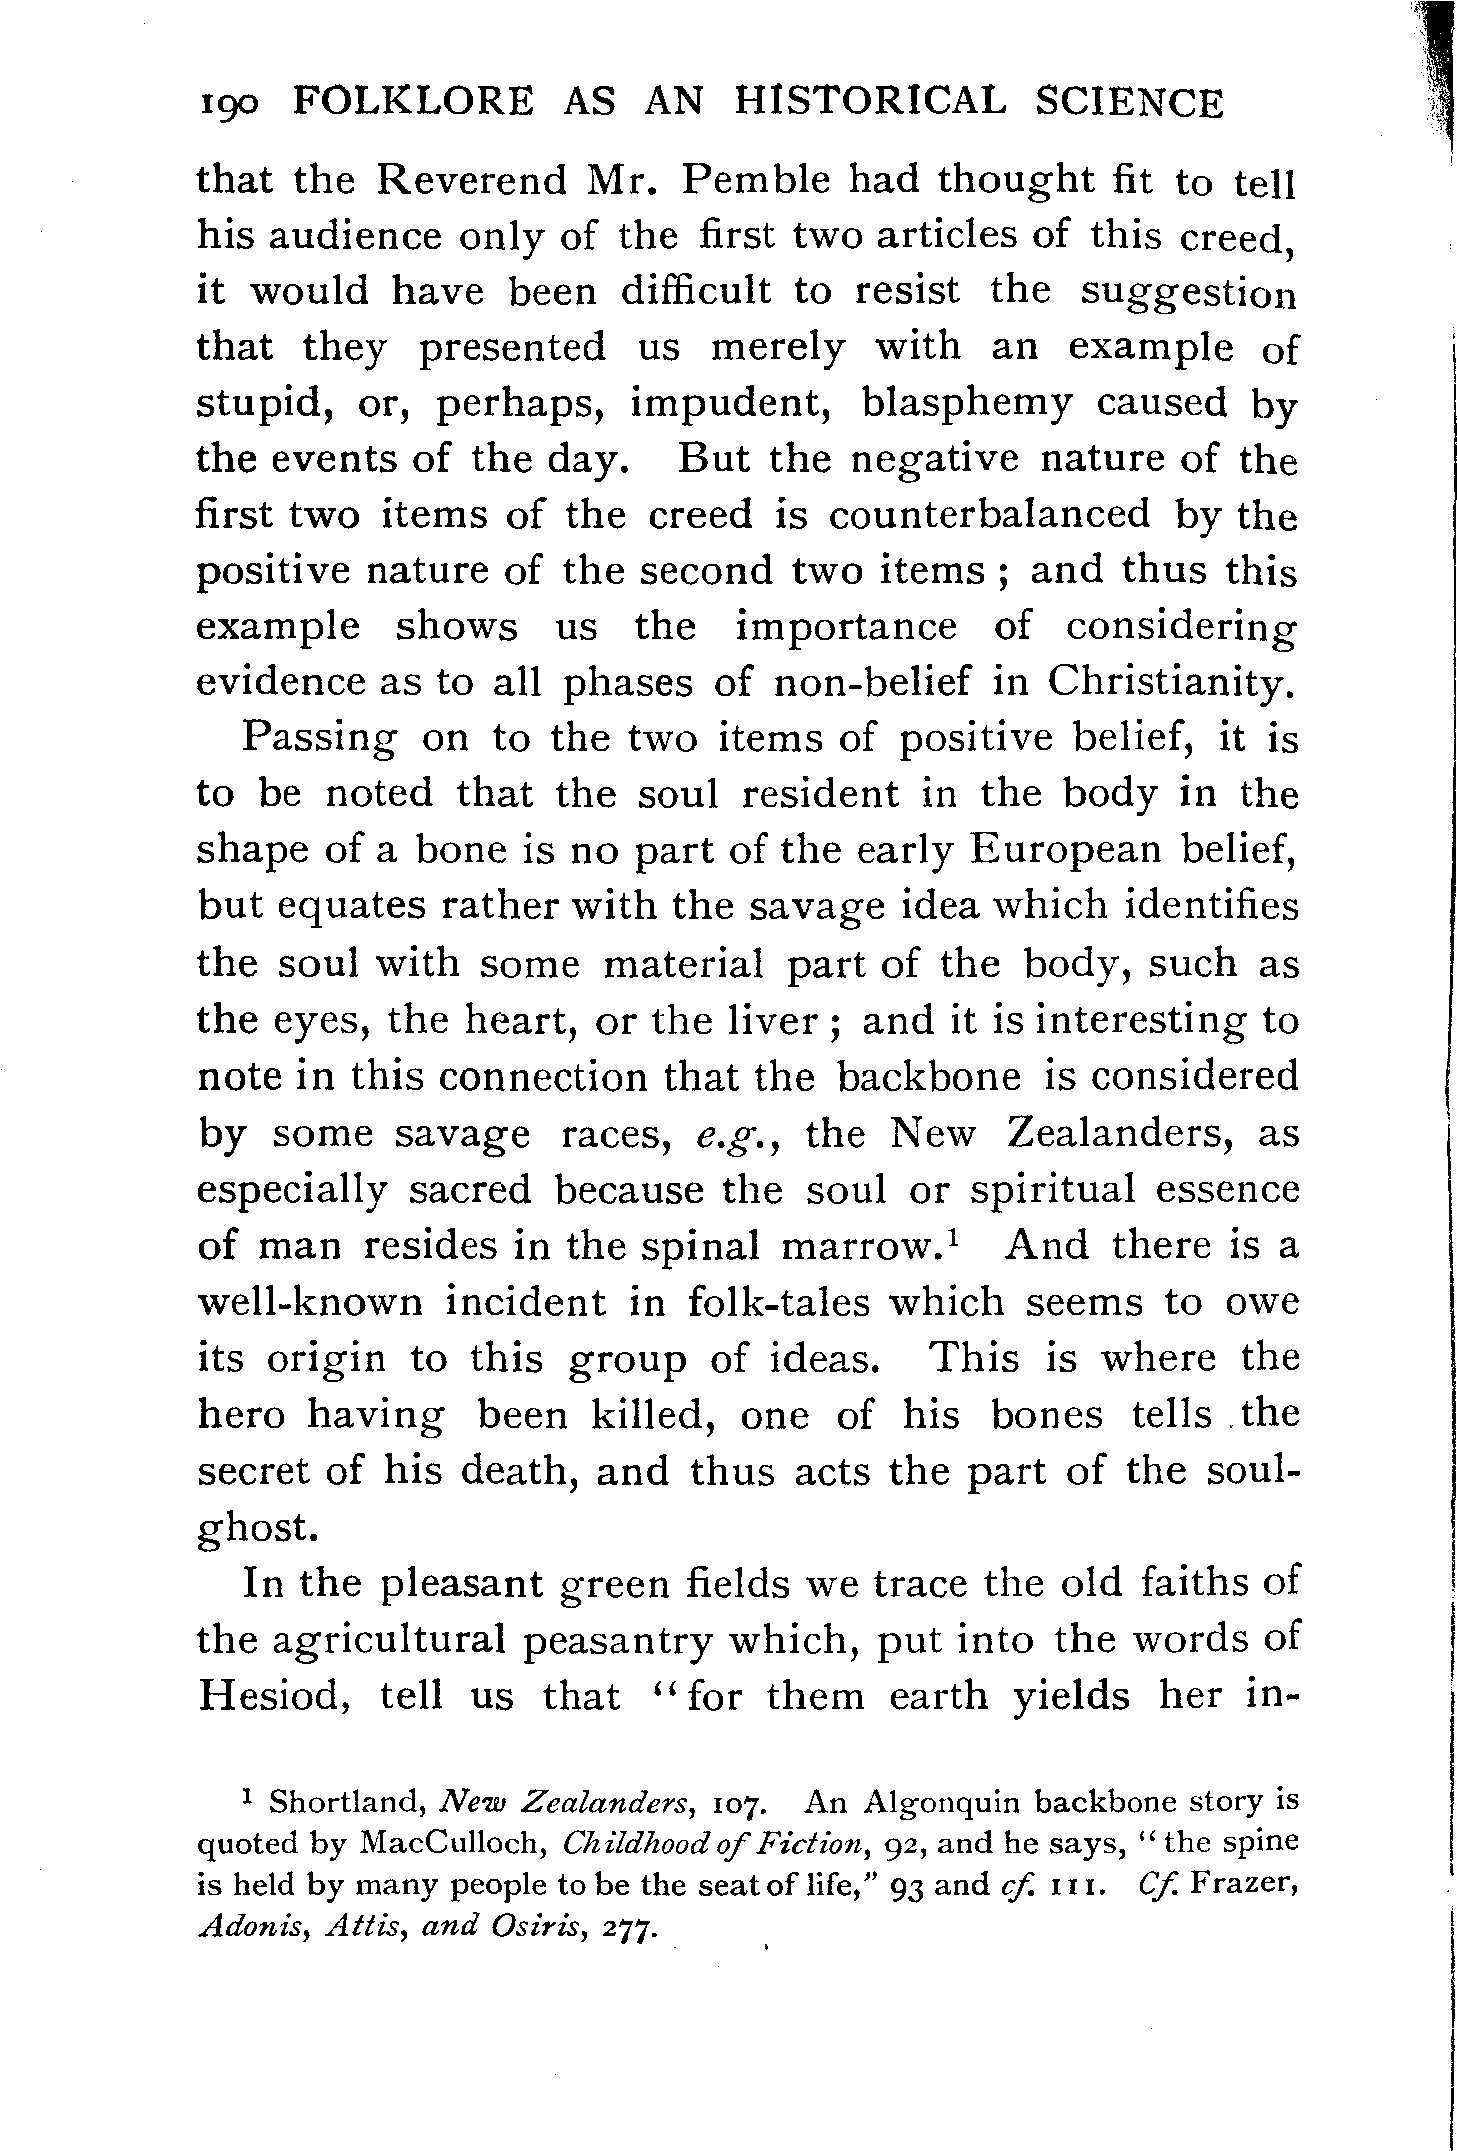 190 FOLKLORE AS AN HISTORICAL SCIENCE
that the Reverend Mr. Pemble had thought fit to tell
his audience only of the first two articles of this creed,
it would have been difficult to resist the suggestion
that they presented us merely with an example of
stupid, or, perhaps, impudent, blasphemy caused by
the events of the day. But the negative nature of the
first two items of the creed is counterbalanced by the
positive nature of the second two items ; and thus this
example shows us the importance of considering
evidence as to all phases of non-belief in Christianity.
Passing on to the two items of positive belief, it is
to be noted that the soul resident in the body in the
shape of a bone is no part of the early European belief,
but equates rather with the savage idea which identifies
the soul with some material part of the body, such as
the eyes, the heart, or the liver ; and it is interesting to
note in this connection that the backbone is considered
by some savage races, e.g., the New Zealanders, as
especially sacred because the soul or spiritual essence
of man resides in the spinal marrow.¹ And there is a
well-known incident in folk-tales which seems to owe
its origin to this group of ideas. This is where the
hero having been killed, one of his bones tells the
secret of his death, and thus acts the part of the soul-
ghost.
In the pleasant green fields we trace the old faiths of
the agricultural peasantry which, put into the words of
Hesiod, tell us that “for them earth yields her in-
¹ Shortland, New Zealanders, 107. An Algonquin backbone story is
quoted by MacCulloch, Childhood of Fiction, 92, and he says, “the spine
is held by many people to be the seat of life,” 93 and cf. 111. Cf. Frazer,
Adonis, Attis, and Osiris, 277.